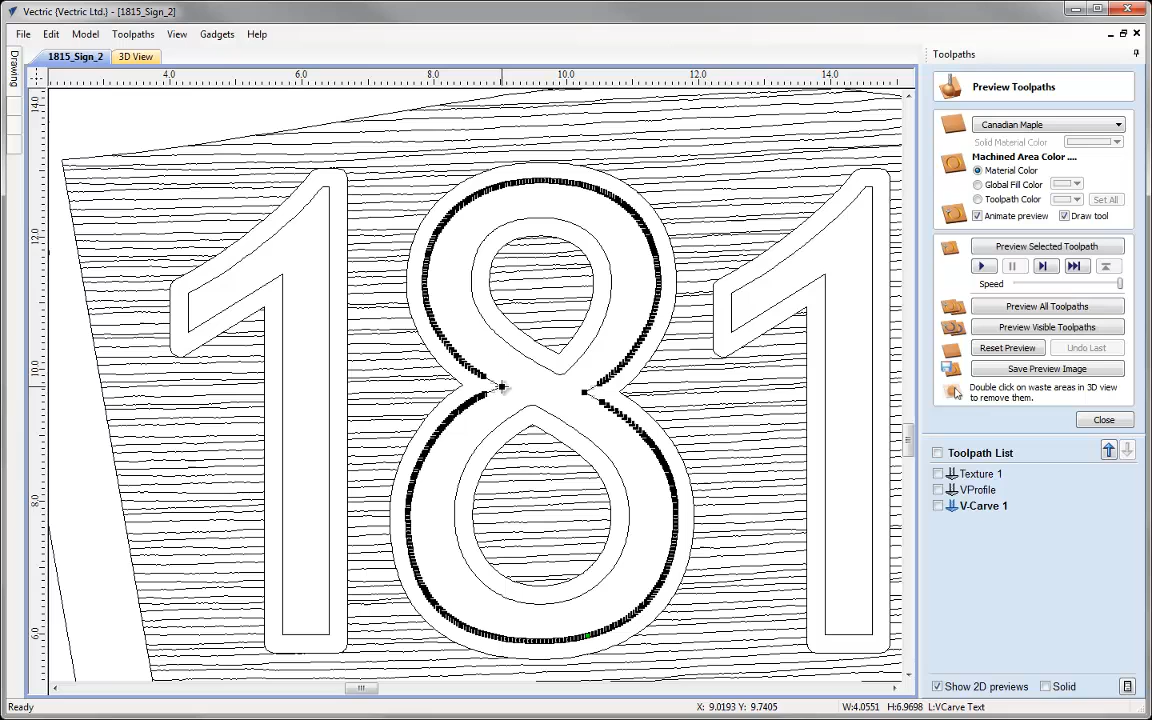 Vectric {Vectric Ltd.} - [1815_Sign_2]
File Edit Model Toolpaths View Gadgets Help
1815_Sign_2 3D View
Drawing
4.0 6.0 8.0 10.0 12.0 14.0
14.0
12.0
10.0
8.0
6.0
181
Toolpaths
Preview Toolpaths
Canadian Maple
Solid Material Color
Machined Area Color ....
Material Color
Global Fill Color
Toolpath Color Set All
Animate preview Draw tool
Preview Selected Toolpath
Speed
Preview All Toolpaths
Preview Visible Toolpaths
Reset Preview Undo Last
Save Preview Image
Double click on waste areas in 3D view
to remove them.
Close
Toolpath List
Texture 1
VProfile
V-Carve 1
Show 2D previews Solid
Ready X: 9.0193 Y: 9.7405 W:4.0551 H:6.9698 L:VCarve Text